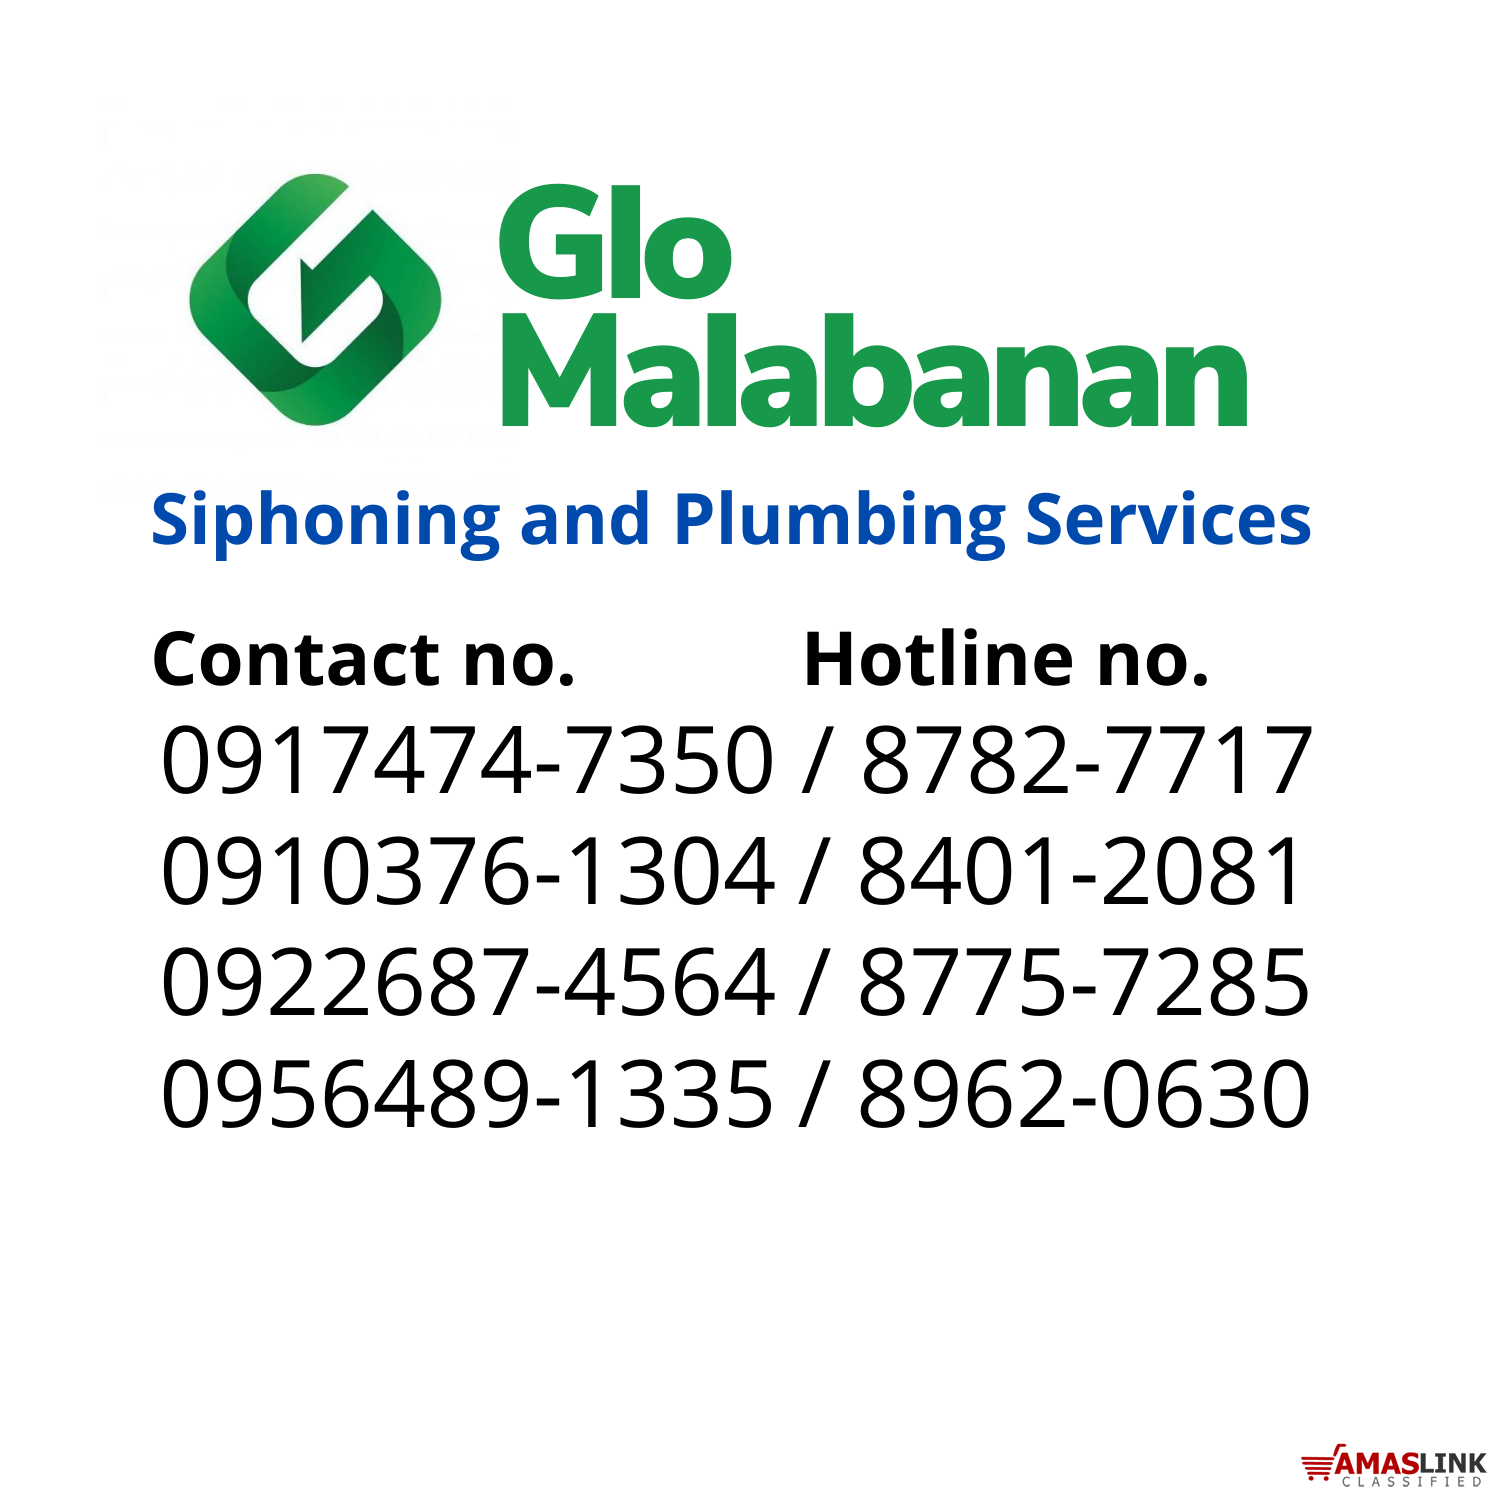 Glo
Malabanan
Siphoning and Plumbing Services
Contact no. Hotline no.
0917474-7350 / 8782-7717
0910376-1304 / 8401-2081
0922687-4564 / 8775-7285
0956489-1335 / 8962-0630
AMASLINK
CLASSIFIED